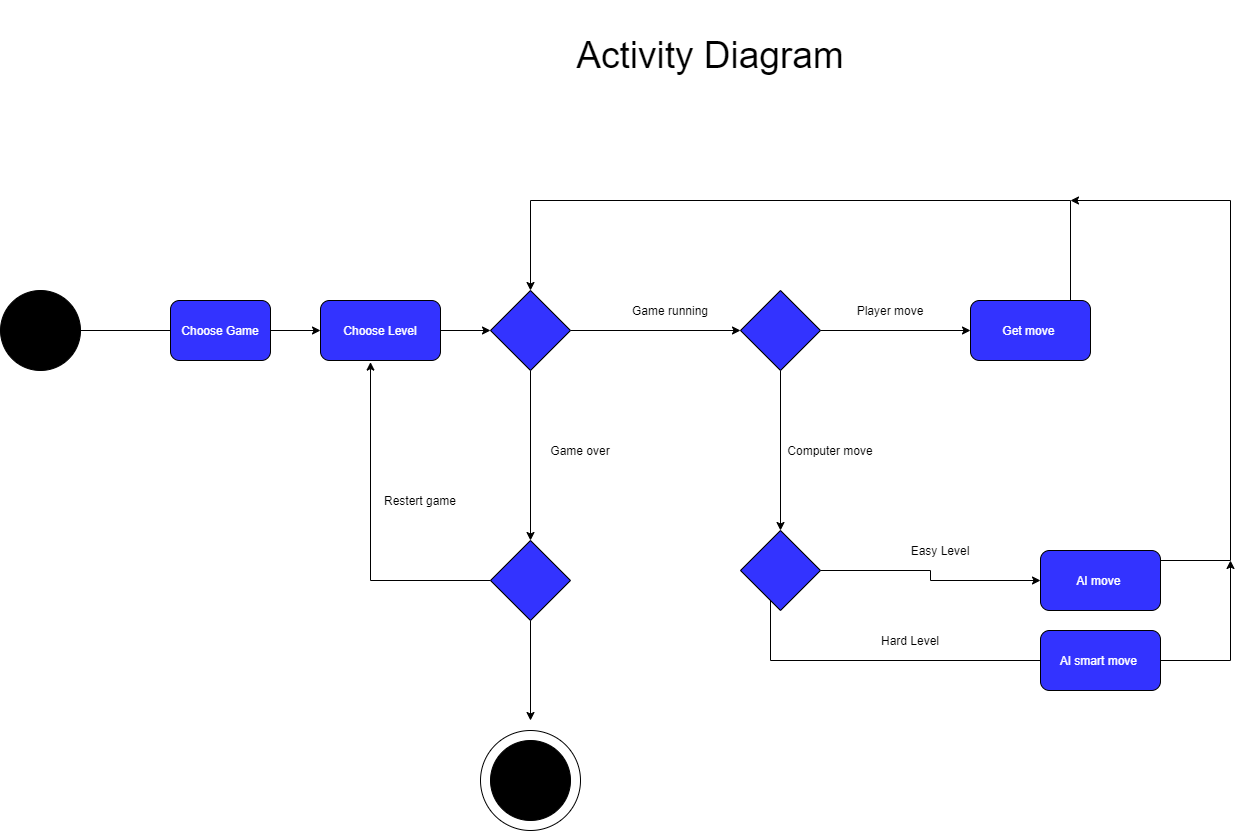 Activity Diagram
Game running
Player move
Choose Game
Choose Level
Get move
Game over
Computer move
Restert game
Easy Level
AI move
Hard Level
AI smart move